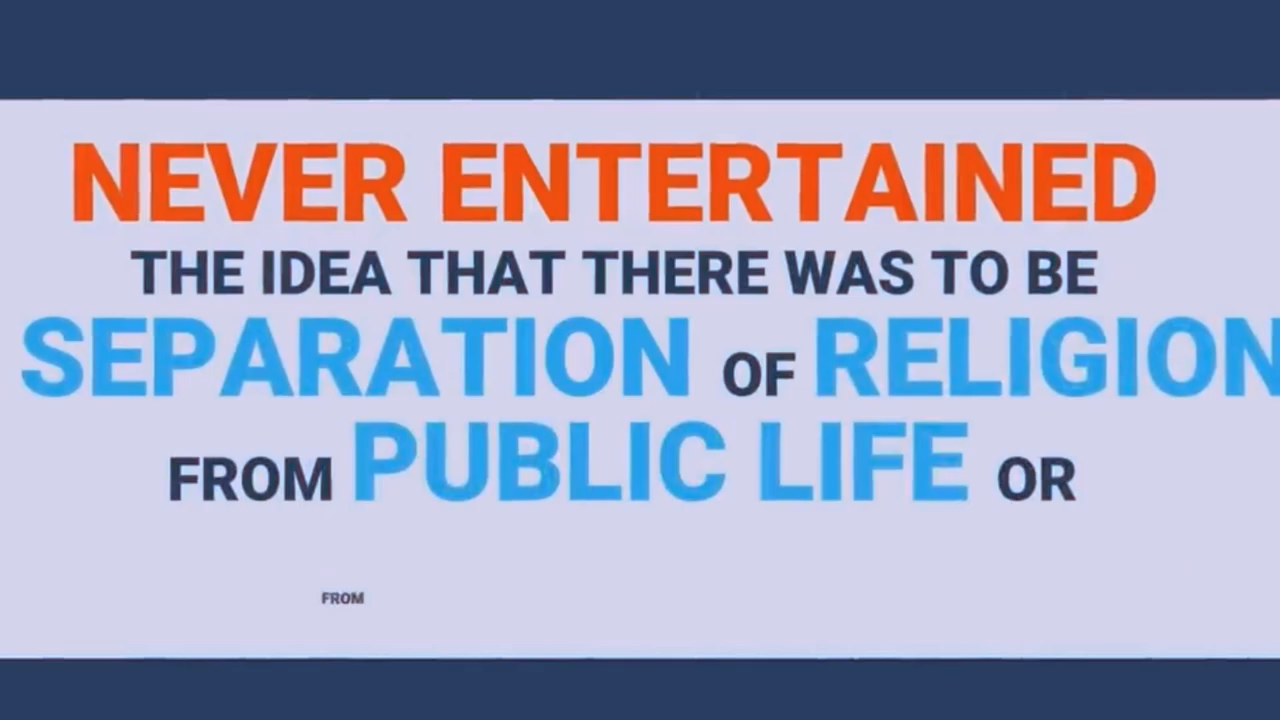 NEVER ENTERTAINED
THE IDEA THAT THERE WAS TO BE
SEPARATION OF RELIGION
FROM PUBLIC LIFE OR
FROM